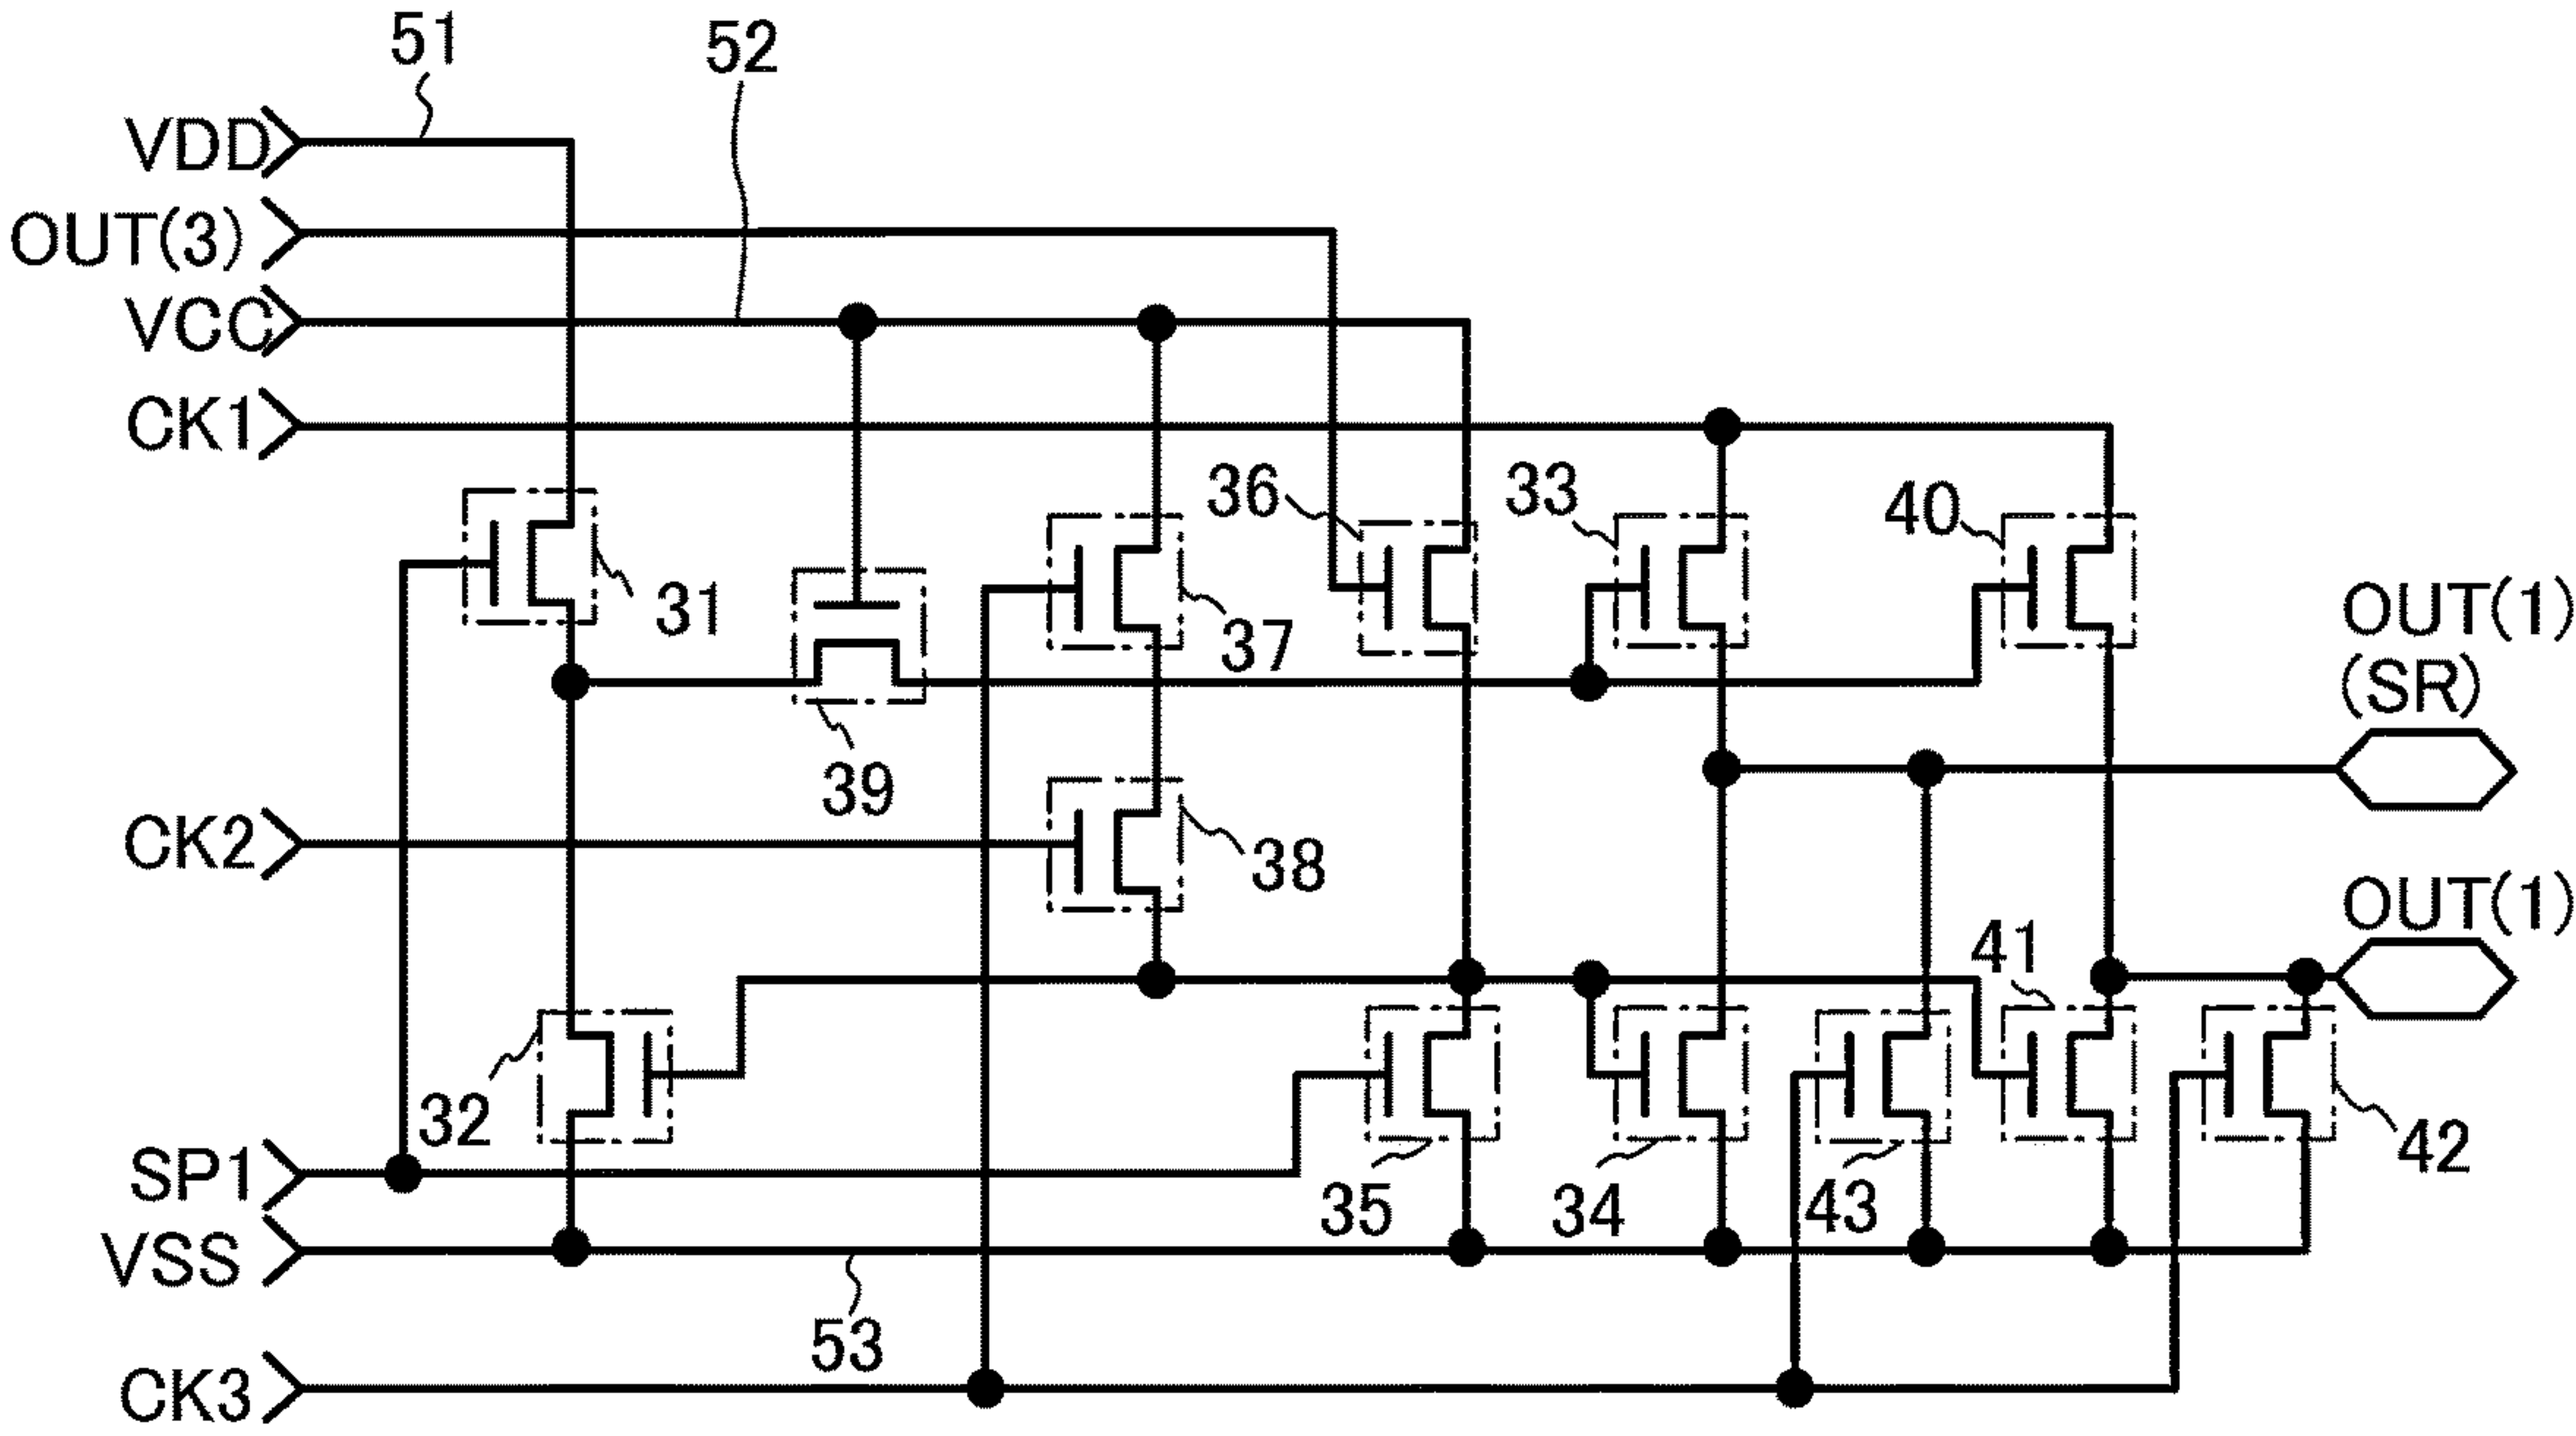 51
52
VDD
OUT(3)
VCC
CK1
36
33
40
31
37
OUT(1)
(SR)
39
CK2
38
OUT(1)
41
32
SP1
35
34
43
42
VSS
53
CK3